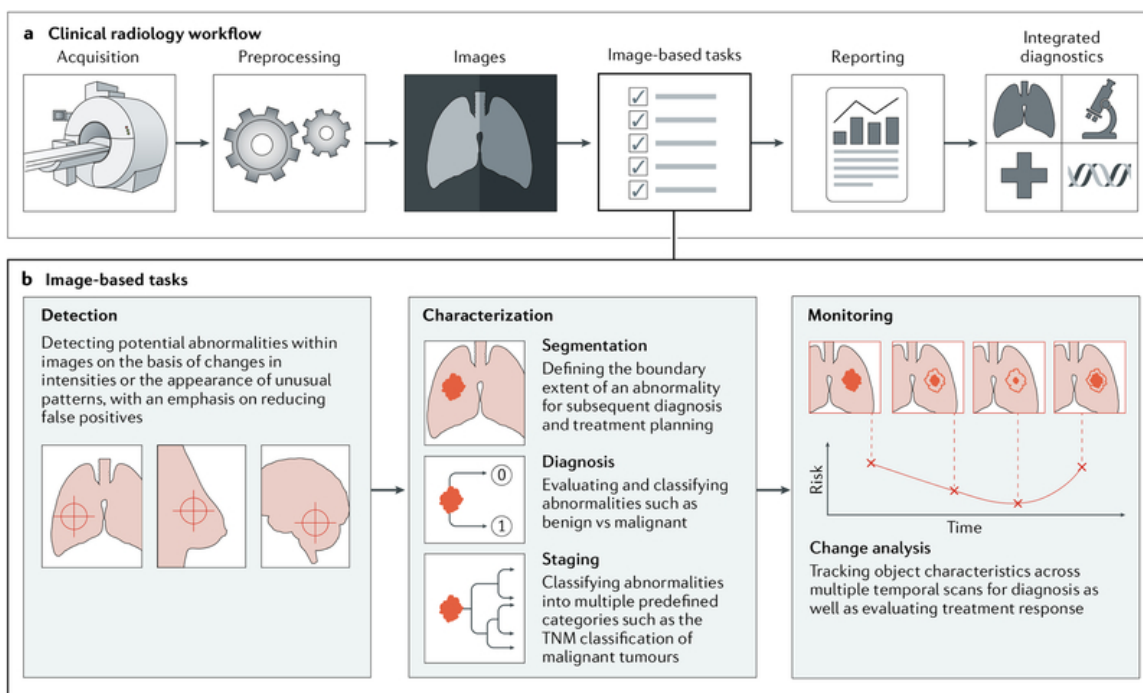 a Clinical radiology workflow
Acquisition
Preprocessing
Images
Image-based tasks
Reporting
Integrated
diagnostics
b Image-based tasks
Detection
Detecting potential abnormalities within
images on the basis of changes in
intensities or the appearance of unusual
patterns, with an emphasis on reducing
false positives
Characterization
Segmentation
Defining the boundary
extent of an abnormality
for subsequent diagnosis
and treatment planning
Diagnosis
0
Evaluating and classifying
abnormalities such as
benign vs malignant
1
Staging
Classifying abnormalities
into multiple predefined
categories such as the
TNM classification of
malignant tumours
Monitoring
Risk
Time
Change analysis
Tracking object characteristics across
multiple temporal scans for diagnosis as
well as evaluating treatment response